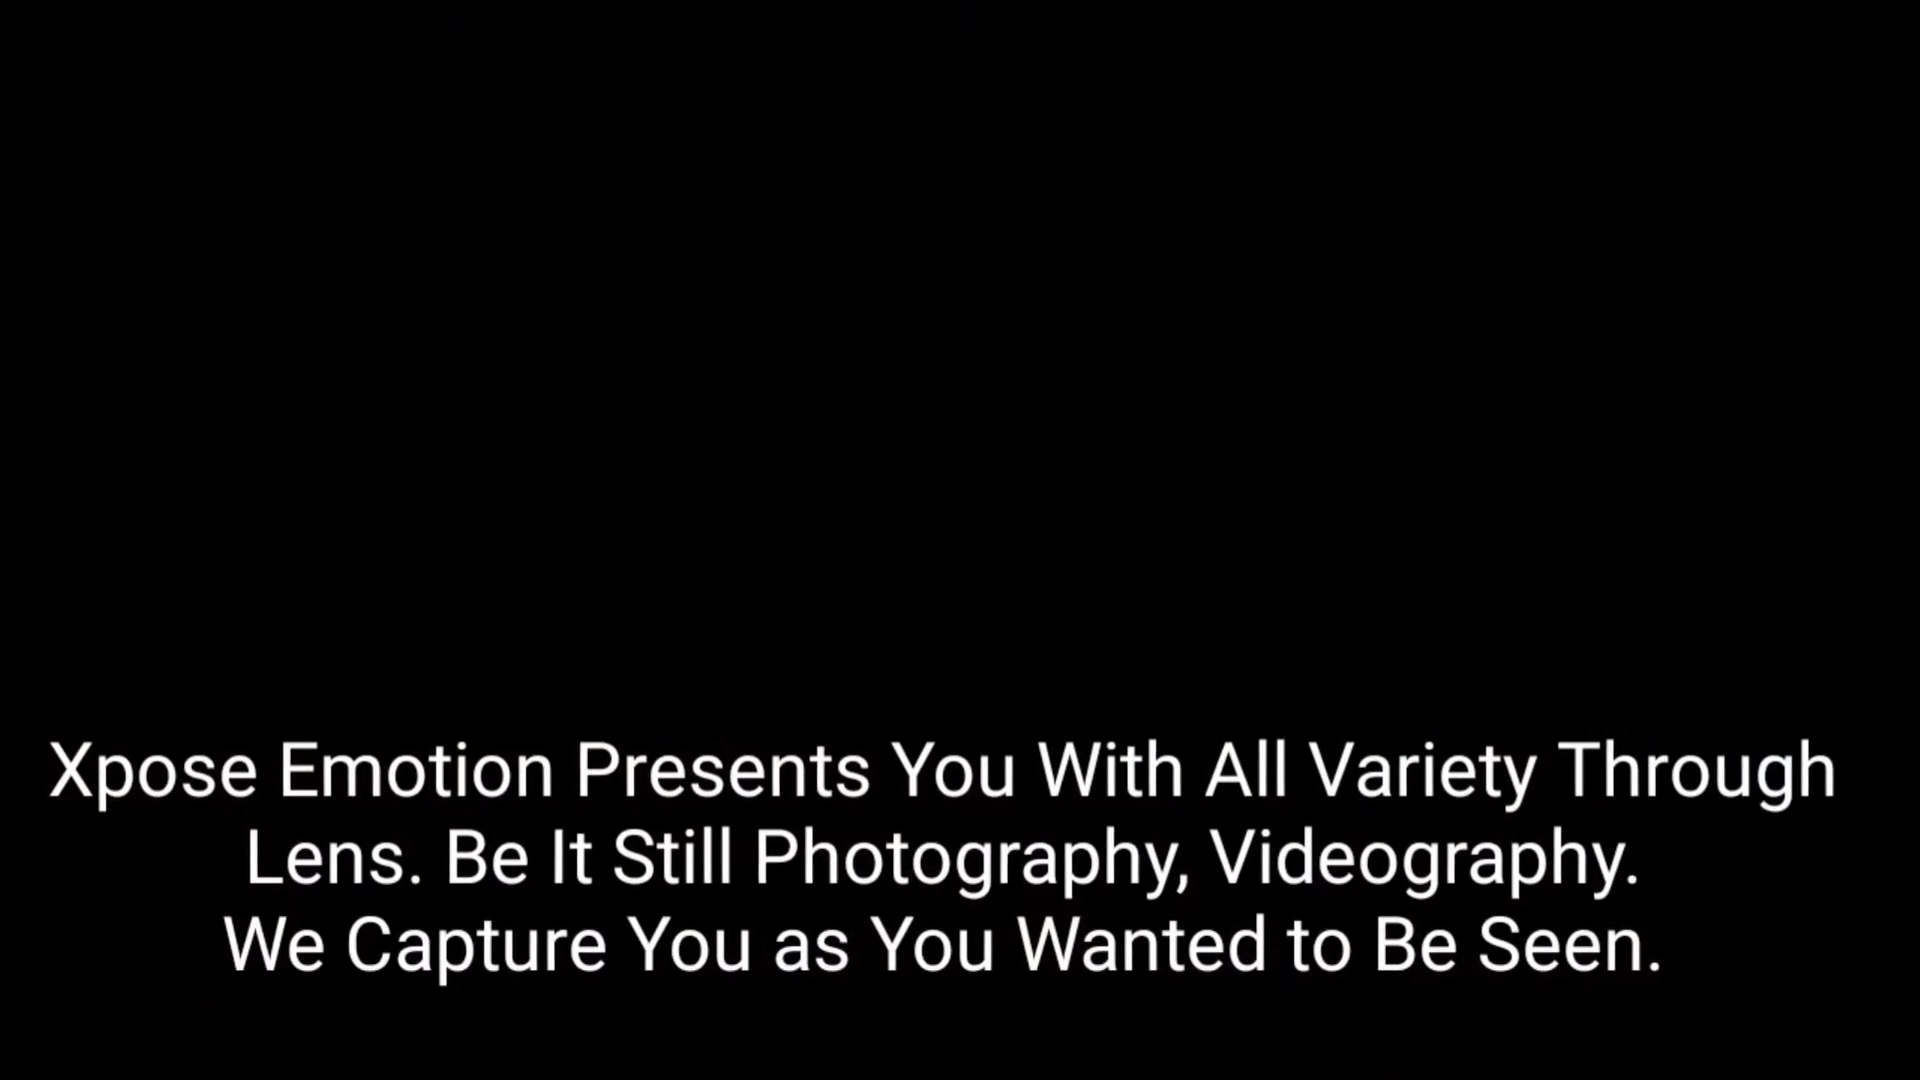 Xpose Emotion Presents You With All Variety Through
Lens. Be It Still Photography, Videography.
We Capture You as You Wanted to Be Seen.